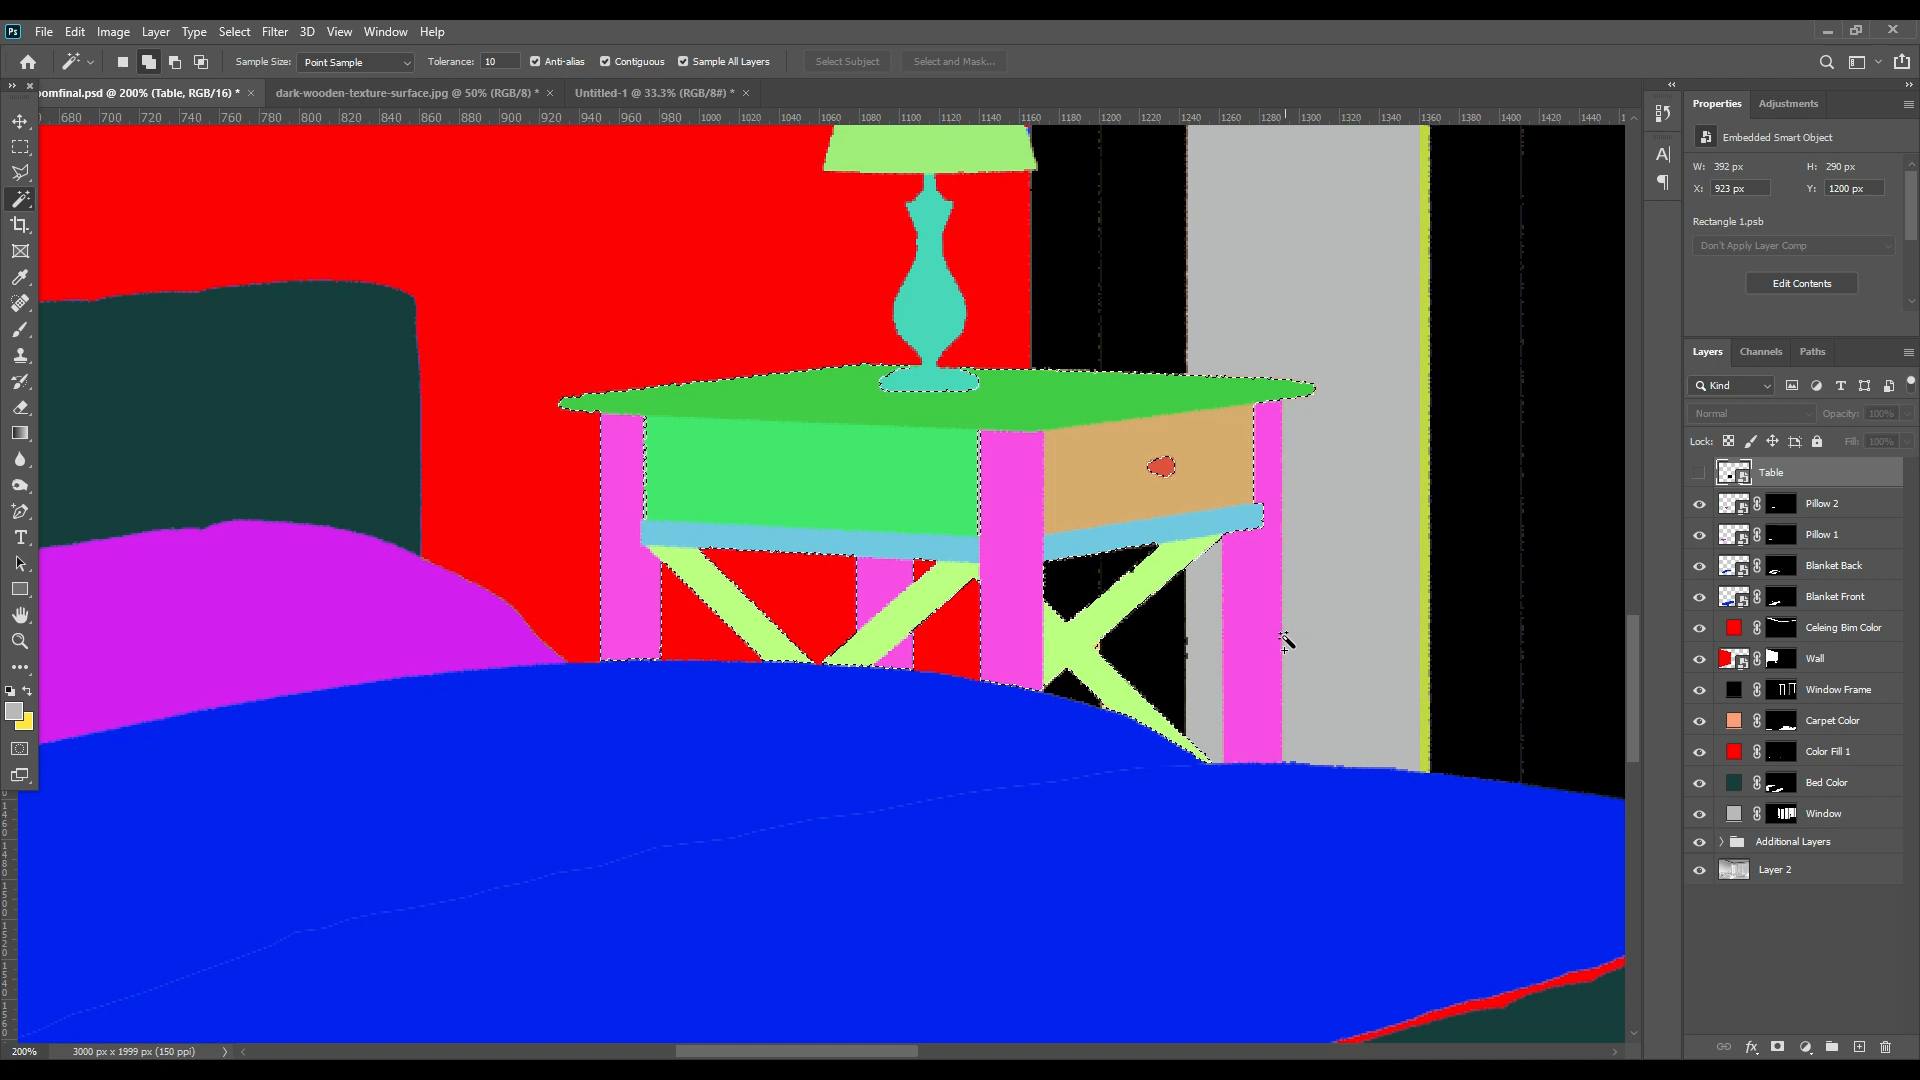 Ps File Edit Image Layer Type Select Filter 3D View Window Help
Sample Size: Point Sample Tolerance: 10 Anti-alias Contiguous Sample All Layers Select Subject Select and Mask...
oomfinal.psd @ 200% (Table, RGB/16) * × dark-wooden-texture-surface.jpg @ 50% (RGB/8) * × Untitled-1 @ 33.3% (RGB/8#) * ×
680 700 720 740 760 780 800 820 840 860 880 900 920 940 960 980 1000 1020 1040 1060 1080 1100 1120 1140 1160 1180 1200 1220 1240 1260 1280 1300 1320 1340 1360 1380 1400 1420 1440
Properties Adjustments
Embedded Smart Object
W: 392 px H: 290 px
X: 923 px Y: 1200 px
Rectangle 1.psb
Don't Apply Layer Comp
Edit Contents
Layers Channels Paths
Kind
Normal Opacity: 100%
Lock: Fill: 100%
Table
Pillow 2
Pillow 1
Blanket Back
Blanket Front
Celeing Bim Color
Wall
Window Frame
Carpet Color
Color Fill 1
Bed Color
Window
Additional Layers
Layer 2
200% 3000 px x 1999 px (150 ppi)